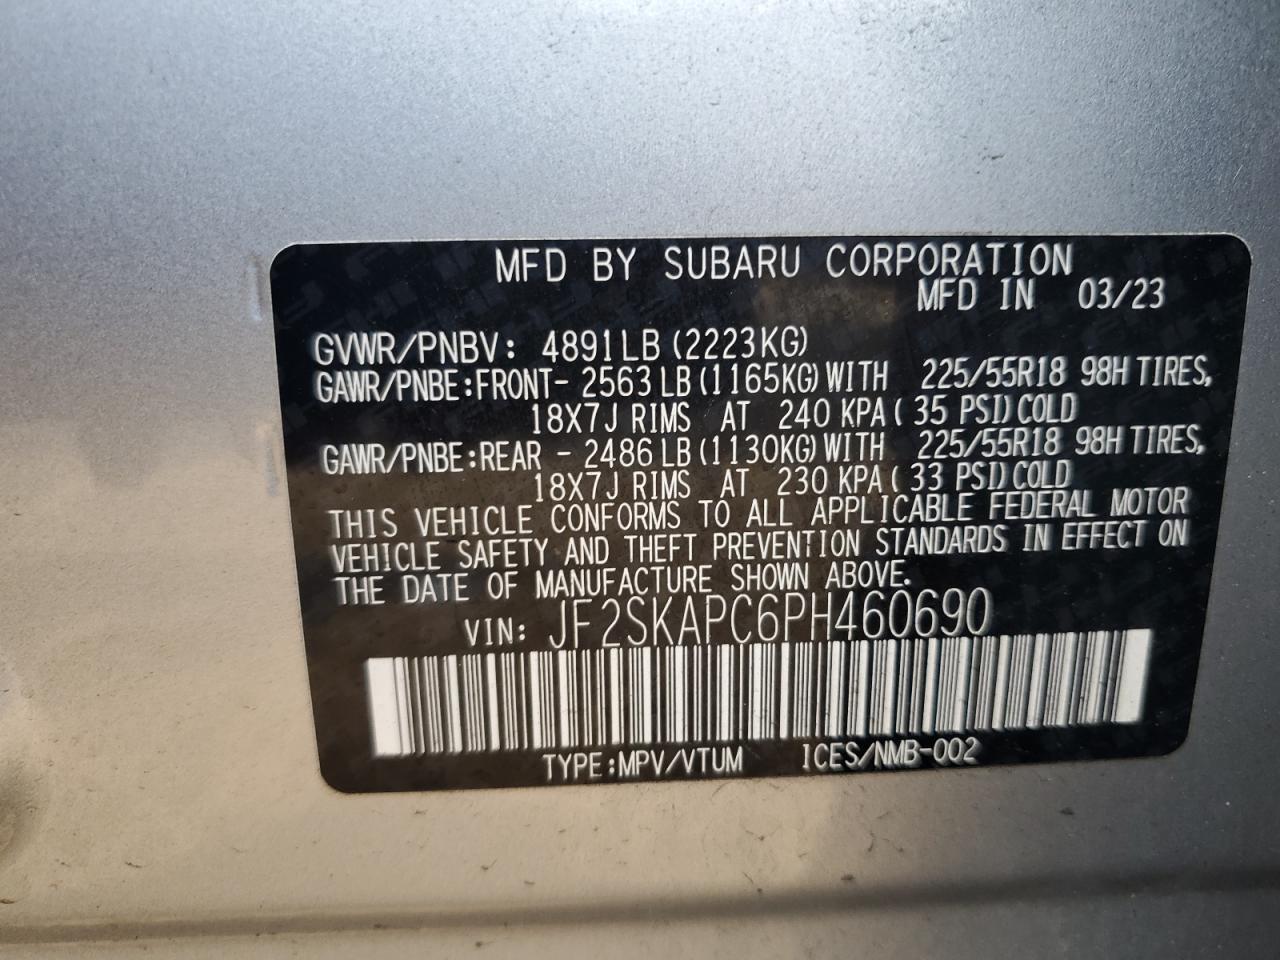 MFD BY SUBARU CORPORATION
MFD IN 03/23
GVWR/PNBV: 4891LB (2223KG)
GAWR/PNBE:FRONT- 2563LB(1165KG)WITH 225/55R18 98H TIRES,
18X7J RIMS AT 240 KPA( 35 PSI)COLD
GAWR/PNBE:REAR - 2486LB(1130KG)WITH 225/55R18 98H TIRES,
18X7J RIMS AT 230 KPA( 33 PSI)COLD
THIS VEHICLE CONFORMS TO ALL APPLICABLE FEDERAL MOTOR
VEHICLE SAFETY AND THEFT PREVENTION STANDARDS IN EFFECT ON
THE DATE OF MANUFACTURE SHOWN ABOVE.
VIN: JF2SKAPC6PH460690
TYPE:MPV/VTUM ICES/NMB-002